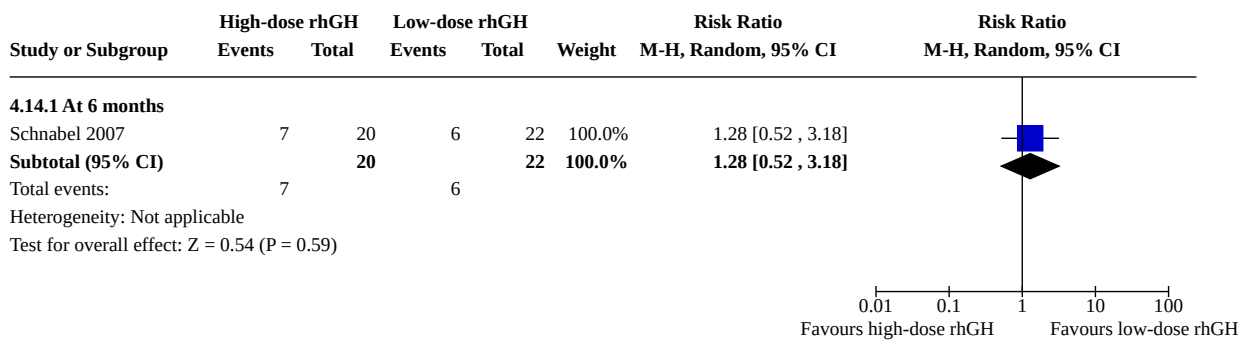 High-dose rhGH Low-dose rhGH Risk Ratio Risk Ratio
Study or Subgroup Events Total Events Total Weight M-H, Random, 95% CI M-H, Random, 95% CI
4.14.1 At 6 months
Schnabel 2007 7 20 6 22 100.0% 1.28 [0.52 , 3.18]
Subtotal (95% CI) 20 22 100.0% 1.28 [0.52 , 3.18]
Total events: 7 6
Heterogeneity: Not applicable
Test for overall effect: Z = 0.54 (P = 0.59)
0.01 0.1 1 10 100
Favours high-dose rhGH Favours low-dose rhGH